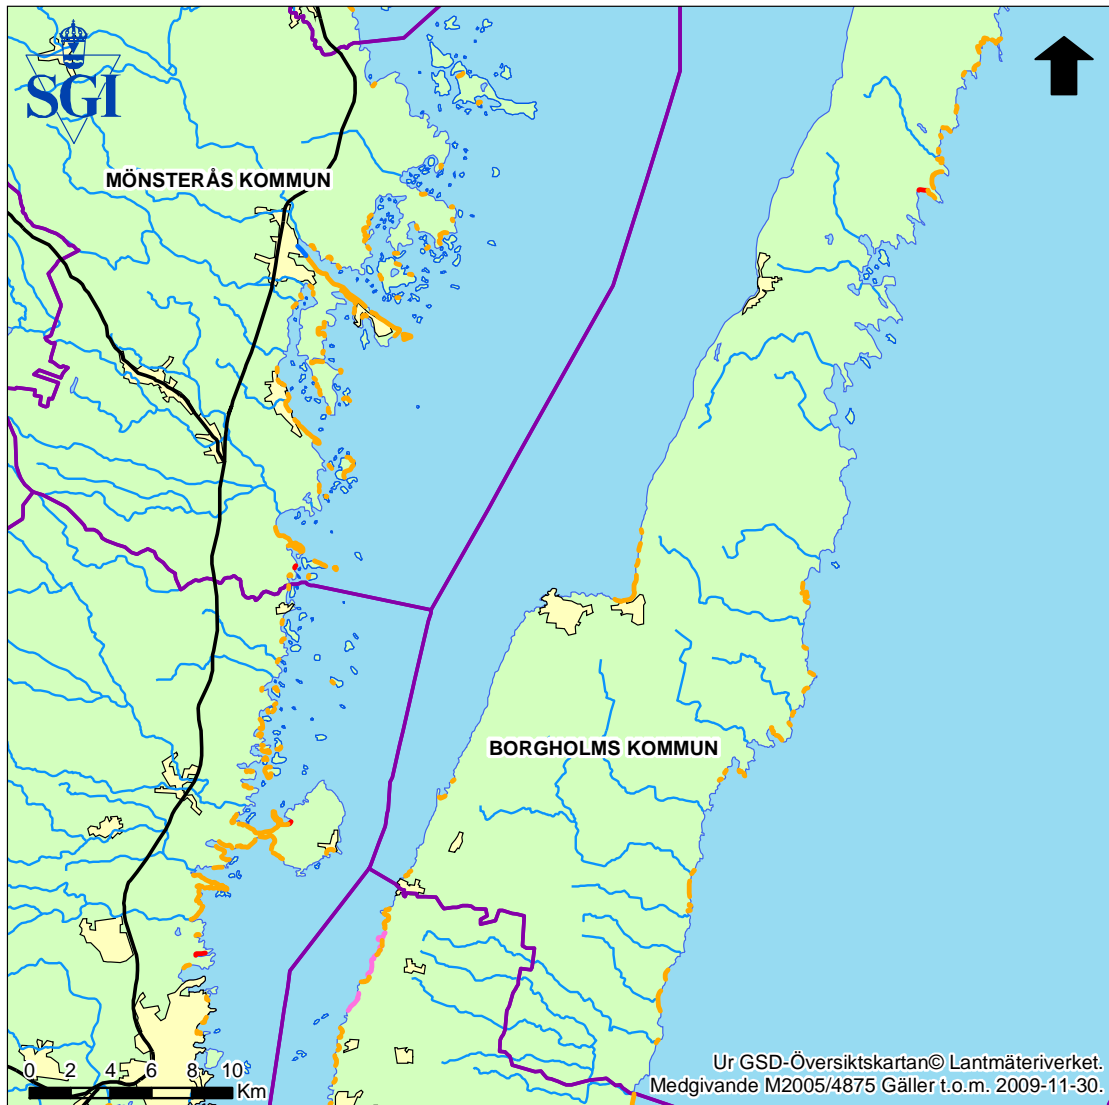 SGI
MÖNSTERÅS KOMMUN
BORGHOLMS KOMMUN
0 2 4 6 8 10
Km
Ur GSD-Översiktskartan© Lantmäteriverket.
Medgivande M2005/4875 Gäller t.o.m. 2009-11-30.